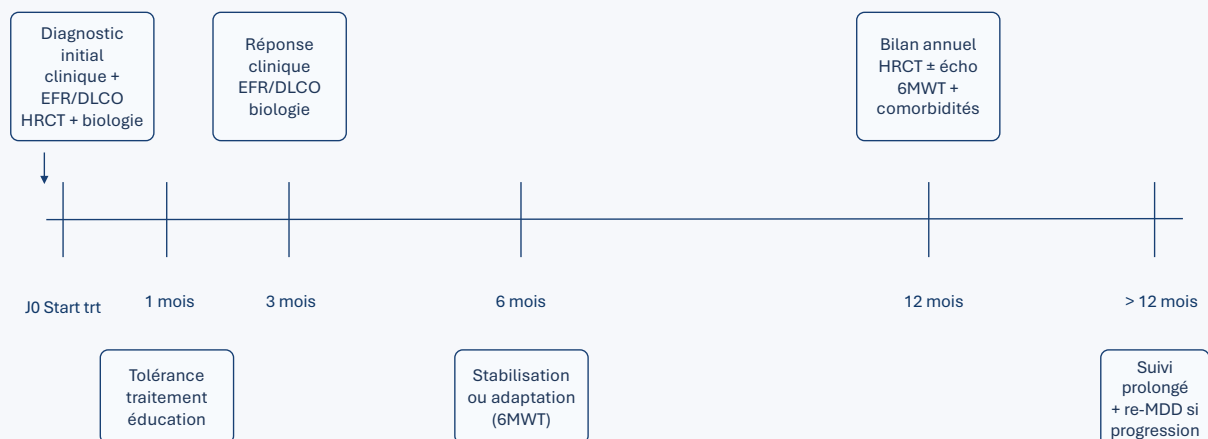 Diagnostic
initial
clinique +
EFR/DLCO
HRCT + biologie
Réponse
clinique
EFR/DLCO
biologie
Bilan annuel
HRCT ± écho
6MWT +
comorbidités
J0 Start trt
1 mois
3 mois
6 mois
12 mois
> 12 mois
Tolérance
traitement
éducation
Stabilisation
ou adaptation
(6MWT)
Suivi
prolongé
+ re-MDD si
progression